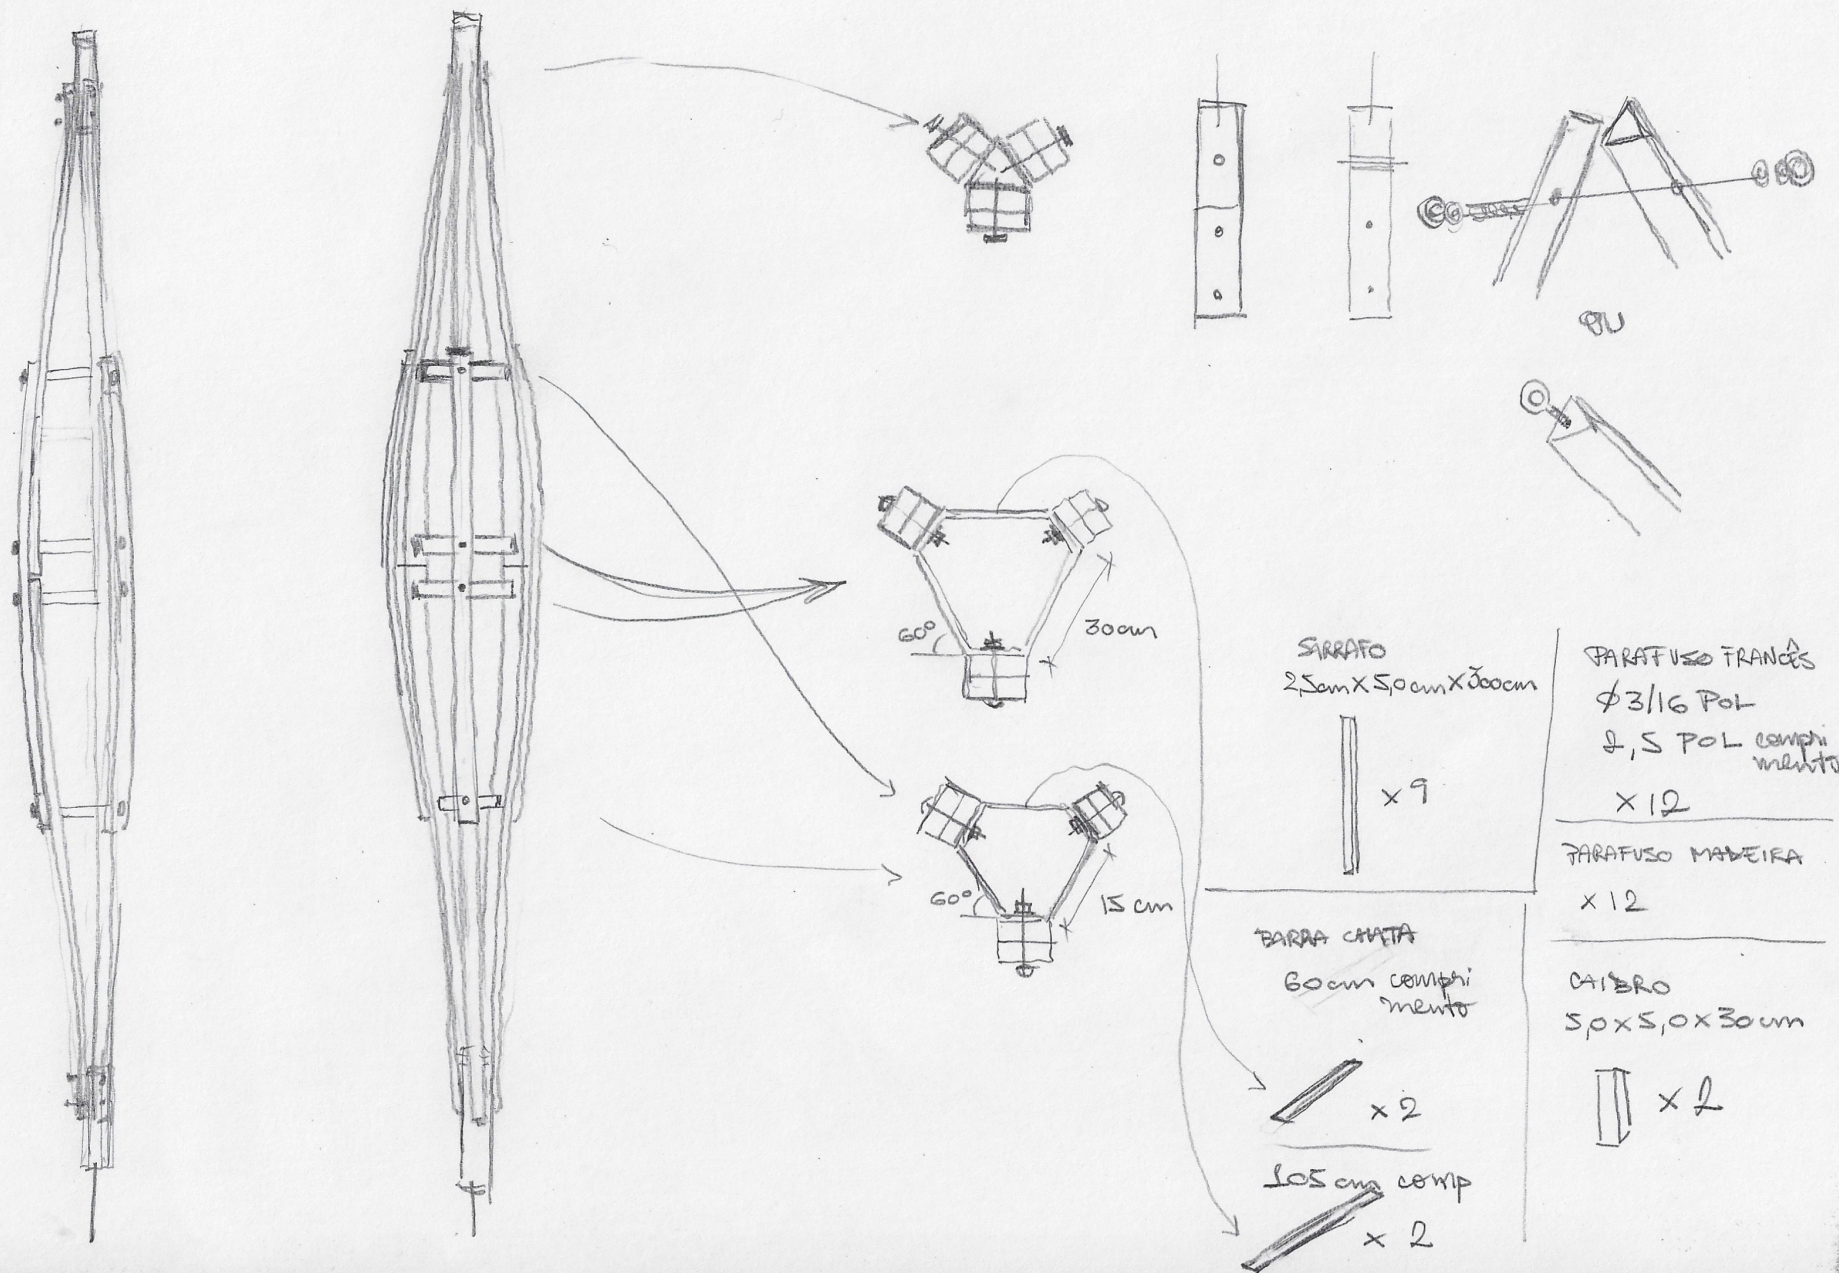 OU
60°
30cm
60°
15 cm
SARRAFO
2,5cm X 5,0cm X 300cm
x 9
PARAFUSO FRANCÊS
Ø 3/16 POL
2,5 POL compri
mento
x 12
PARAFUSO MADEIRA
x 12
BARRA CHATA
60cm compri
mento
x 2
105 cm comp
x 2
CAIBRO
5,0 x 5,0 x 30 cm
x 2